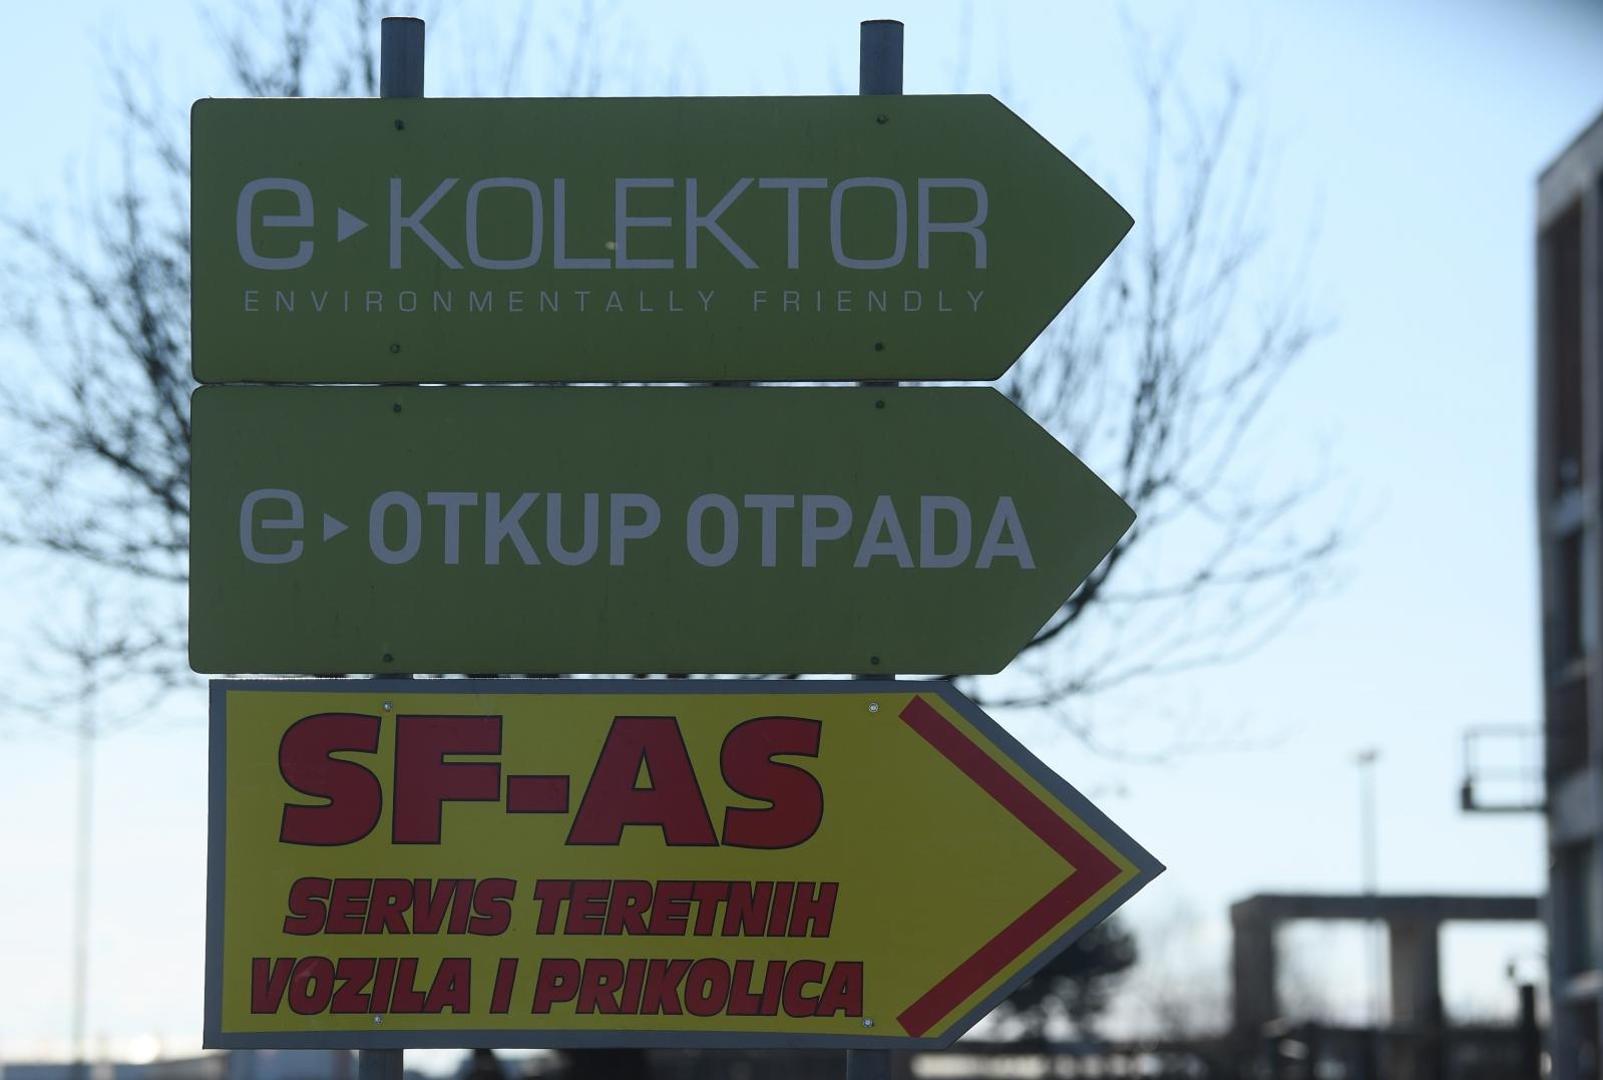 e▸KOLEKTOR
ENVIRONMENTALLY FRIENDLY
e▸OTKUP OTPADA
SF-AS
SERVIS TERETNIH
VOZILA I PRIKOLICA